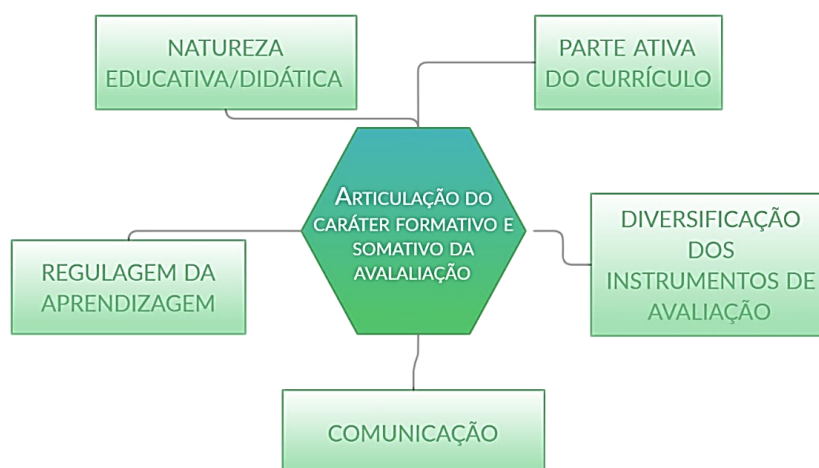 NATUREZA
EDUCATIVA/DIDÁTICA
PARTE ATIVA
DO CURRÍCULO
ARTICULAÇÃO DO
CARÁTER FORMATIVO E
SOMATIVO DA
AVALALIAÇÃO
DIVERSIFICAÇÃO
DOS
INSTRUMENTOS DE
AVALIAÇÃO
REGULAGEM DA
APRENDIZAGEM
COMUNICAÇÃO